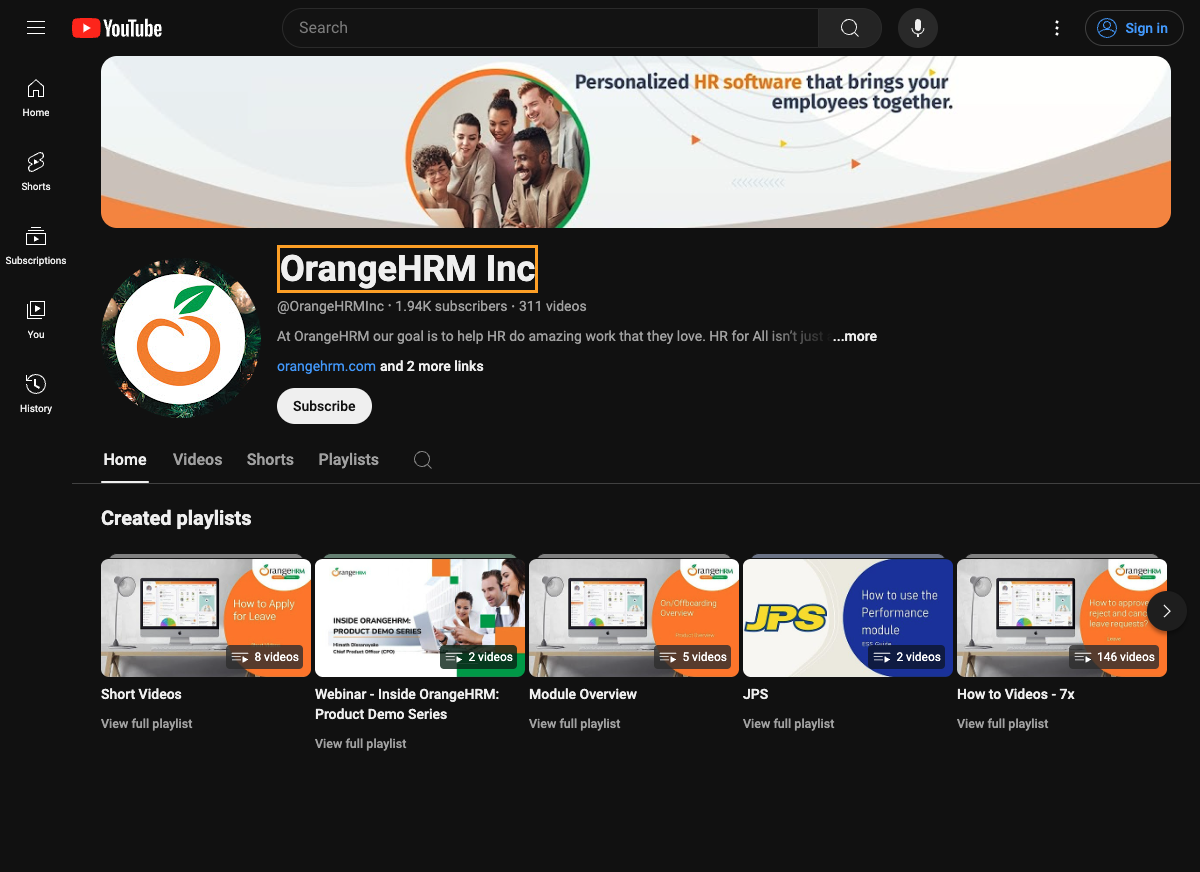 YouTube
Search
Sign in
Home
Shorts
Subscriptions
You
History
Personalized HR software that brings your
employees together.
OrangeHRM Inc
@OrangeHRMInc · 1.94K subscribers · 311 videos
At OrangeHRM our goal is to help HR do amazing work that they love. HR for All isn't just ...more
orangehrm.com and 2 more links
Subscribe
Home Videos Shorts Playlists
Created playlists
OrangeHRM
How to Apply
for Leave
8 videos
Short Videos
View full playlist
OrangeHRM
INSIDE ORANGEHRM:
PRODUCT DEMO SERIES
Chief Product Officer (CPO)
2 videos
Webinar - Inside OrangeHRM:
Product Demo Series
View full playlist
OrangeHRM
On/Offboarding
Overview
5 videos
Module Overview
View full playlist
JPS
How to use the
Performance
module
ESS Guide
2 videos
JPS
View full playlist
OrangeHRM
How to approve
reject and
leave requests?
146 videos
How to Videos - 7x
View full playlist